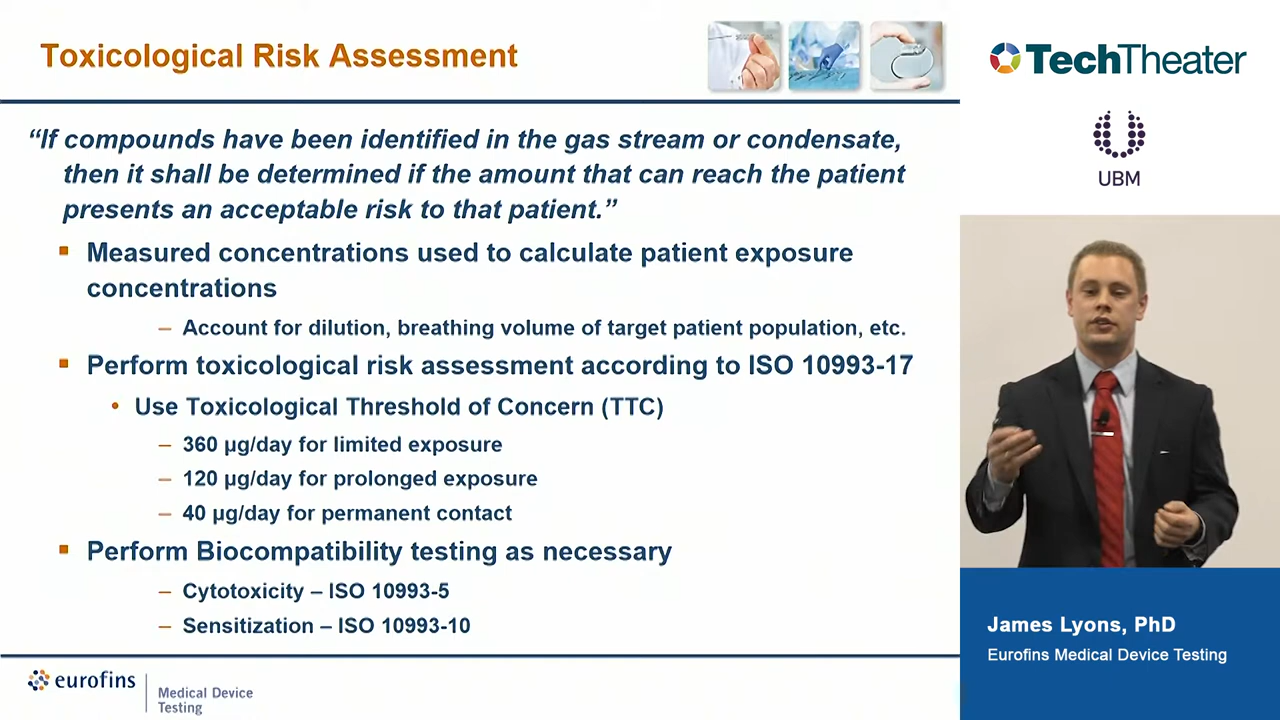 Toxicological Risk Assessment
“If compounds have been identified in the gas stream or condensate,
then it shall be determined if the amount that can reach the patient
presents an acceptable risk to that patient.”
Measured concentrations used to calculate patient exposure
concentrations
– Account for dilution, breathing volume of target patient population, etc.
Perform toxicological risk assessment according to ISO 10993-17
• Use Toxicological Threshold of Concern (TTC)
– 360 µg/day for limited exposure
– 120 µg/day for prolonged exposure
– 40 µg/day for permanent contact
Perform Biocompatibility testing as necessary
– Cytotoxicity – ISO 10993-5
– Sensitization – ISO 10993-10
eurofins
Medical Device
Testing
TechTheater
UBM
James Lyons, PhD
Eurofins Medical Device Testing